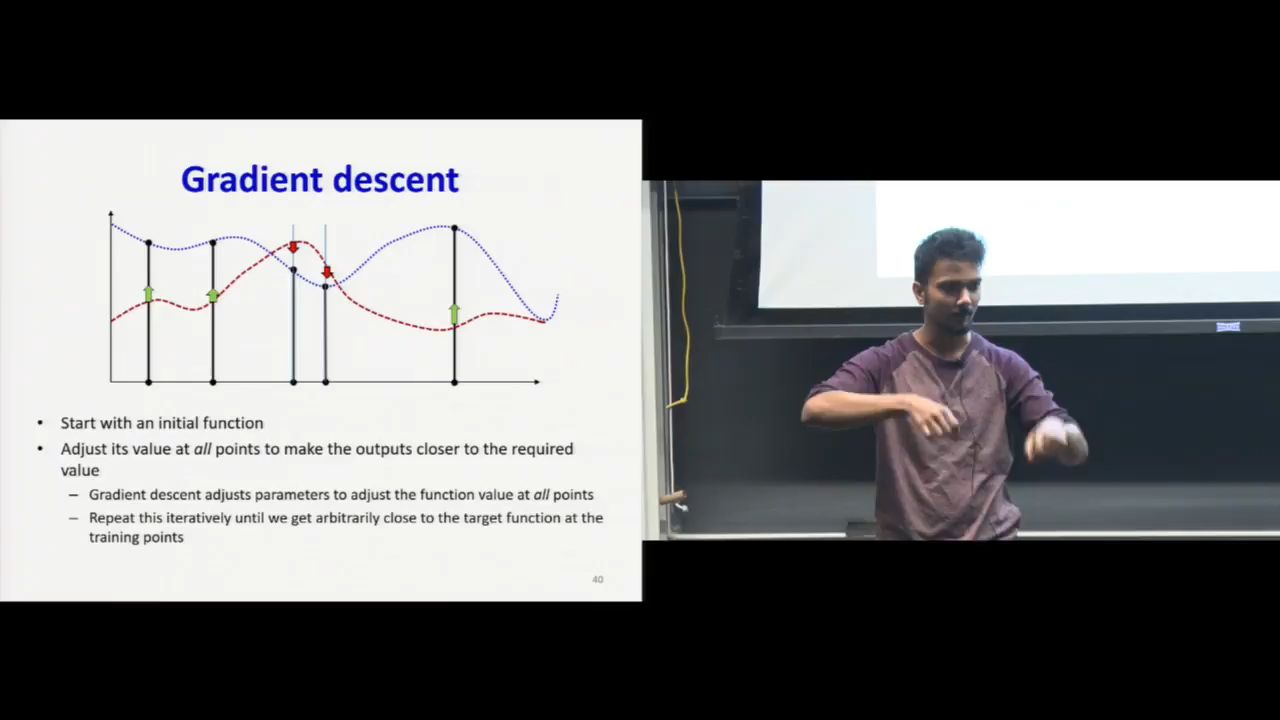 Gradient descent
• Start with an initial function
• Adjust its value at all points to make the outputs closer to the required
value
– Gradient descent adjusts parameters to adjust the function value at all points
– Repeat this iteratively until we get arbitrarily close to the target function at the
training points
40